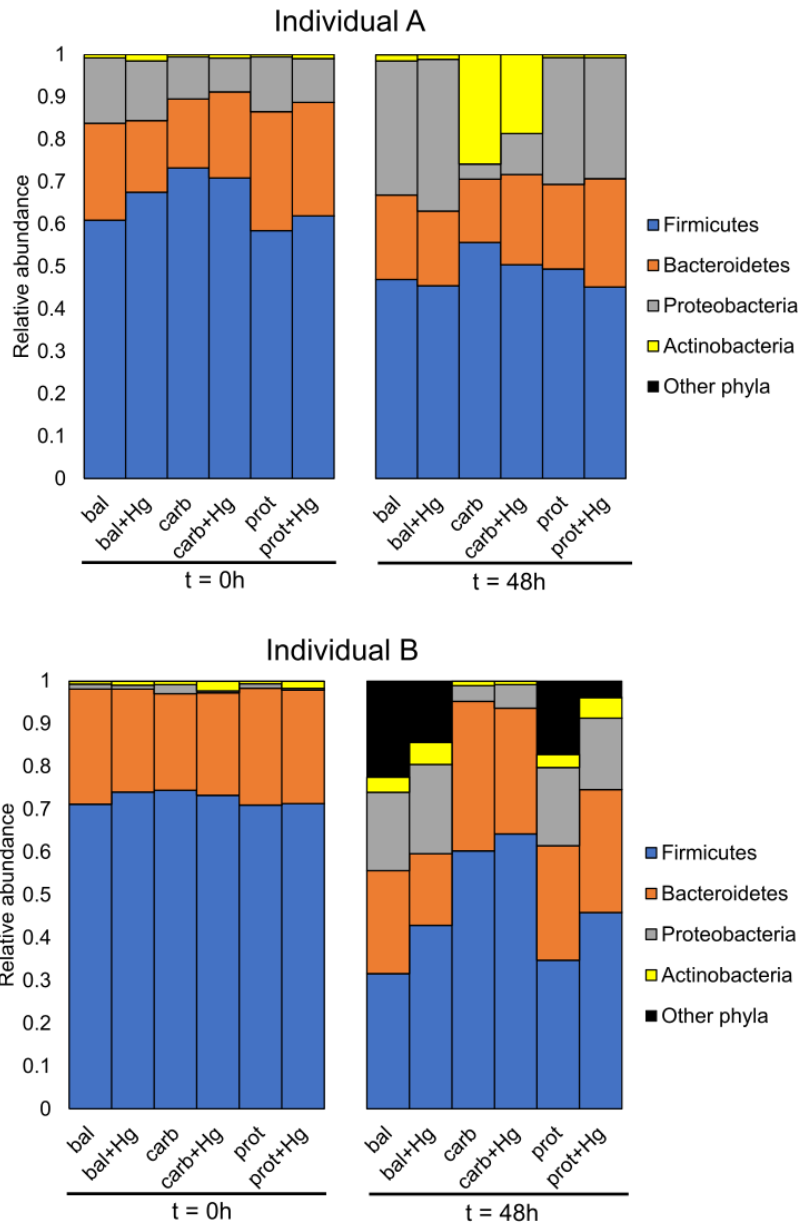 Individual A
Relative abundance
1
0.9
0.8
0.7
0.6
0.5
0.4
0.3
0.2
0.1
0
bal
bal+Hg
carb
carb+Hg
prot
prot+Hg
t = 0h
bal
bal+Hg
carb
carb+Hg
prot
prot+Hg
t = 48h
Firmicutes
Bacteroidetes
Proteobacteria
Actinobacteria
Other phyla
Individual B
Relative abundance
1
0.9
0.8
0.7
0.6
0.5
0.4
0.3
0.2
0.1
0
bal
bal+Hg
carb
carb+Hg
prot
prot+Hg
t = 0h
bal
bal+Hg
carb
carb+Hg
prot
prot+Hg
t = 48h
Firmicutes
Bacteroidetes
Proteobacteria
Actinobacteria
Other phyla